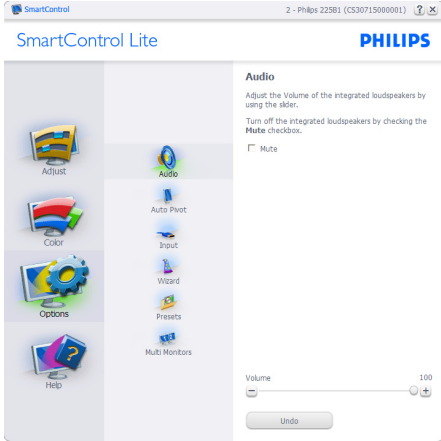 SmartControl
2 - Philips 225B1 (CS30715000001)
SmartControl Lite
PHILIPS
Adjust
Color
Options
Help
Audio
Auto Pivot
Input
Wizard
Presets
Multi Monitors
Audio
Adjust the Volume of the integrated loudspeakers by
using the slider.
Turn off the integrated loudspeakers by checking the
Mute checkbox.
Mute
Volume 100
Undo